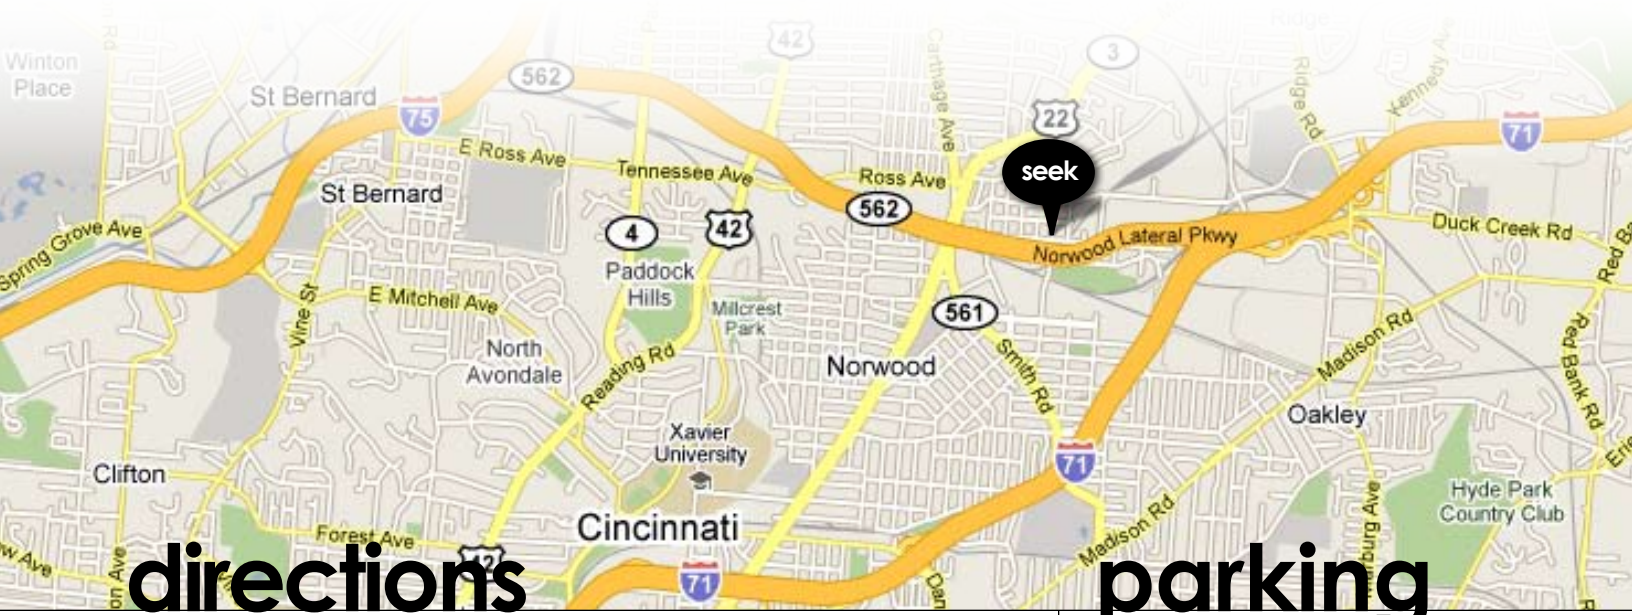 Ridge
42
3
Winton
Place
Rd
562
Kennedy Ave
St Bernard
75
Carthage Ave
Ridge Rd
22
71
E Ross Ave
Tennessee Ave
Ross Ave
seek
St Bernard
562
4
42
Spring Grove Ave
Norwood Lateral Pkwy
Duck Creek Rd
Paddock
Hills
E Mitchell Ave
Vine St
Millcrest
Park
561
North
Avondale
Reading Rd
Norwood
Smith Rd
Madison Rd
Red Bank Rd
Oakley
Xavier
University
71
Clifton
Hyde Park
Country Club
Cincinnati
Madison Rd
Forest Ave
71
directions
parking